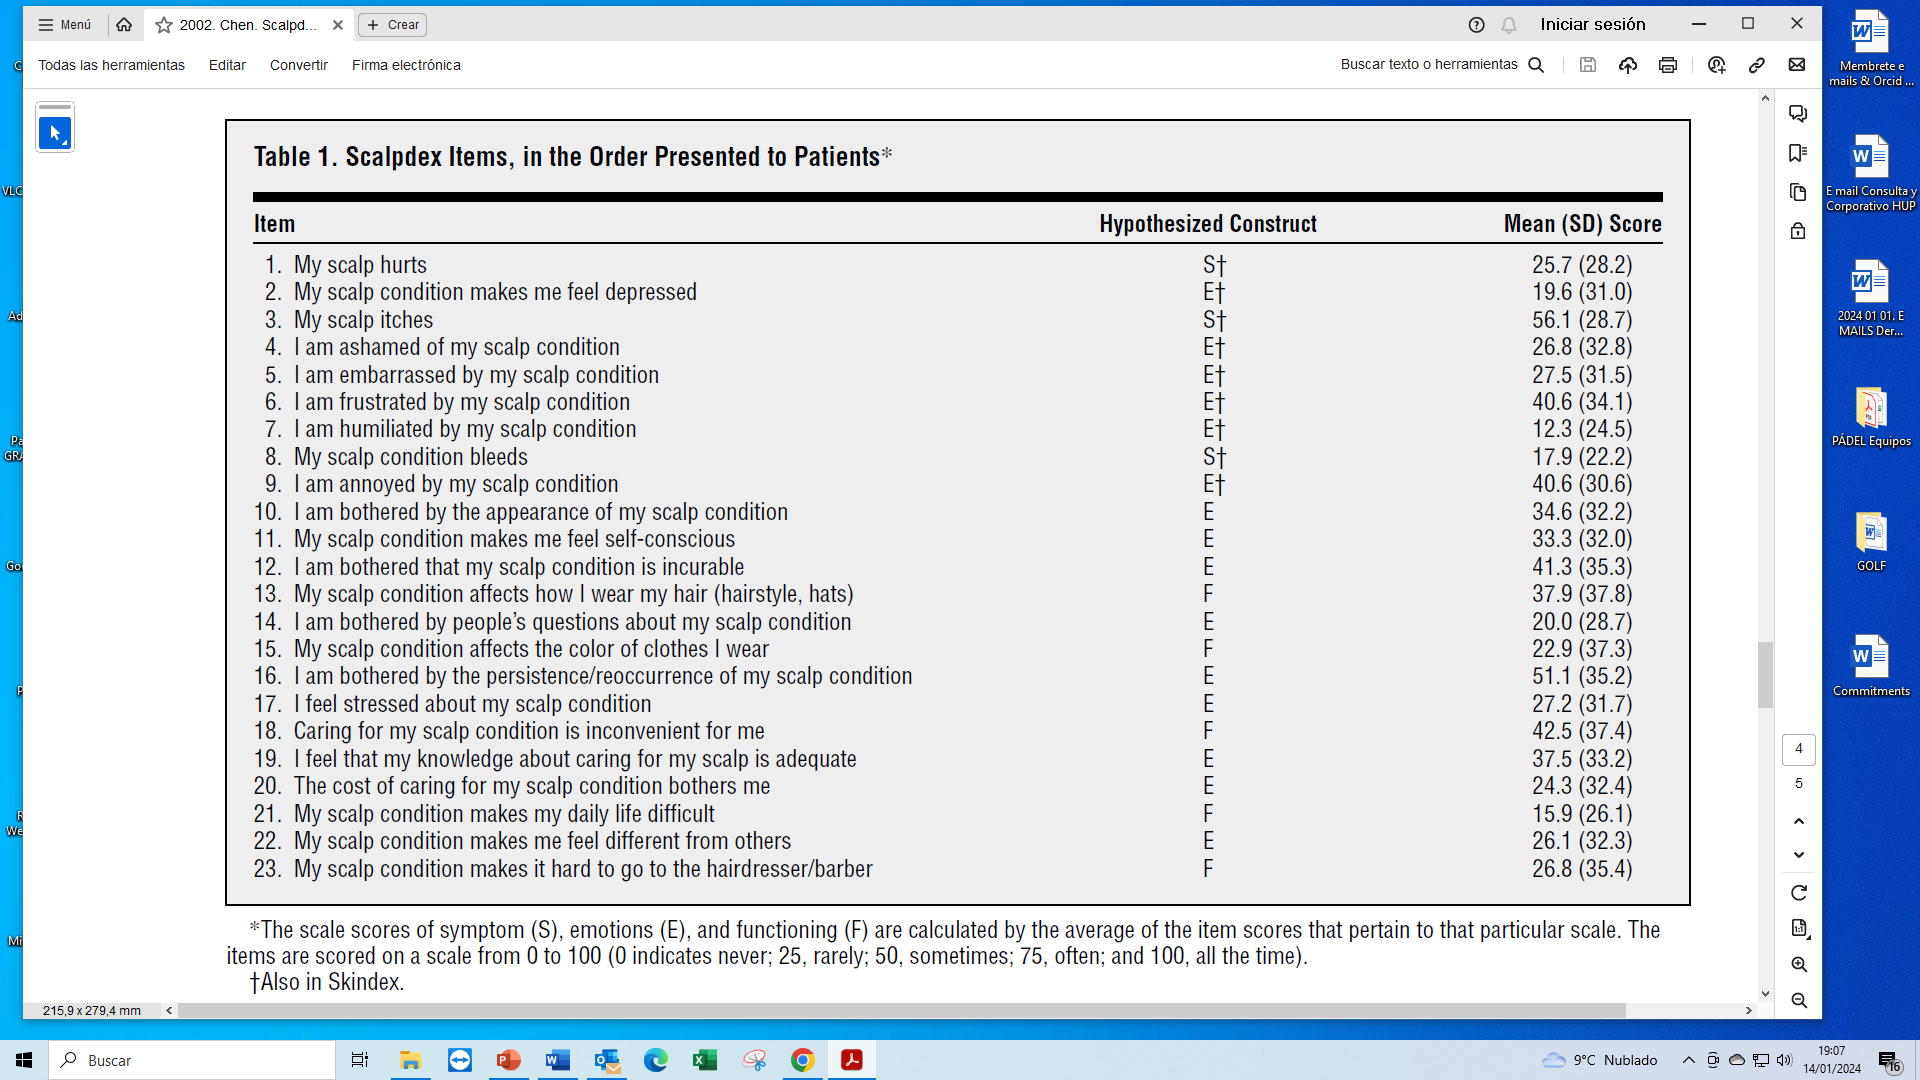 Menú
2002. Chen. Scalpd...
Crear
Iniciar sesión
Todas las herramientas
Editar
Convertir
Firma electrónica
Buscar texto o herramientas
Table 1. Scalpdex Items, in the Order Presented to Patients*
Item Hypothesized Construct Mean (SD) Score
1. My scalp hurts S† 25.7 (28.2)
2. My scalp condition makes me feel depressed E† 19.6 (31.0)
3. My scalp itches S† 56.1 (28.7)
4. I am ashamed of my scalp condition E† 26.8 (32.8)
5. I am embarrassed by my scalp condition E† 27.5 (31.5)
6. I am frustrated by my scalp condition E† 40.6 (34.1)
7. I am humiliated by my scalp condition E† 12.3 (24.5)
8. My scalp condition bleeds S† 17.9 (22.2)
9. I am annoyed by my scalp condition E† 40.6 (30.6)
10. I am bothered by the appearance of my scalp condition E 34.6 (32.2)
11. My scalp condition makes me feel self-conscious E 33.3 (32.0)
12. I am bothered that my scalp condition is incurable E 41.3 (35.3)
13. My scalp condition affects how I wear my hair (hairstyle, hats) F 37.9 (37.8)
14. I am bothered by people’s questions about my scalp condition E 20.0 (28.7)
15. My scalp condition affects the color of clothes I wear F 22.9 (37.3)
16. I am bothered by the persistence/reoccurrence of my scalp condition E 51.1 (35.2)
17. I feel stressed about my scalp condition E 27.2 (31.7)
18. Caring for my scalp condition is inconvenient for me F 42.5 (37.4)
19. I feel that my knowledge about caring for my scalp is adequate E 37.5 (33.2)
20. The cost of caring for my scalp condition bothers me E 24.3 (32.4)
21. My scalp condition makes my daily life difficult F 15.9 (26.1)
22. My scalp condition makes me feel different from others E 26.1 (32.3)
23. My scalp condition makes it hard to go to the hairdresser/barber F 26.8 (35.4)
*The scale scores of symptom (S), emotions (E), and functioning (F) are calculated by the average of the item scores that pertain to that particular scale. The
items are scored on a scale from 0 to 100 (0 indicates never; 25, rarely; 50, sometimes; 75, often; and 100, all the time).
†Also in Skindex.
4
5
215,9 x 279,4 mm
Membrete e
mails & Orcid ...
E mail Consulta y
Corporativo HUP
2024 01 01. E
MAILS Der...
PÁDEL Equipos
GOLF
Commitments
VLC
Ad
Pa
GRA
Goo
P
R
We
Mi
Buscar
9°C Nublado
19:07
14/01/2024
16